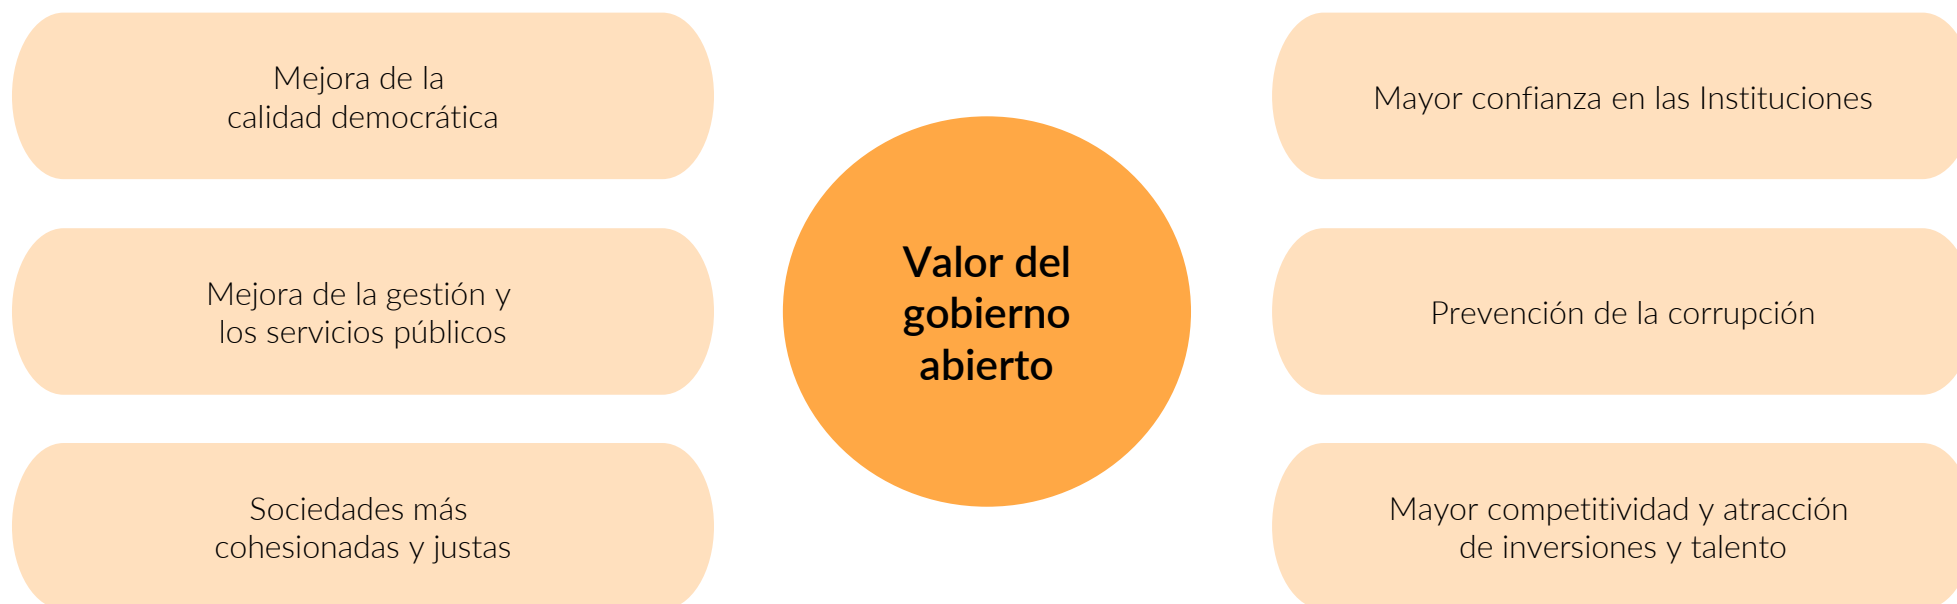 Mejora de la
calidad democrática
Mejora de la gestión y
los servicios públicos
Sociedades más
cohesionadas y justas
Valor del
gobierno
abierto
Mayor confianza en las Instituciones
Prevención de la corrupción
Mayor competitividad y atracción
de inversiones y talento